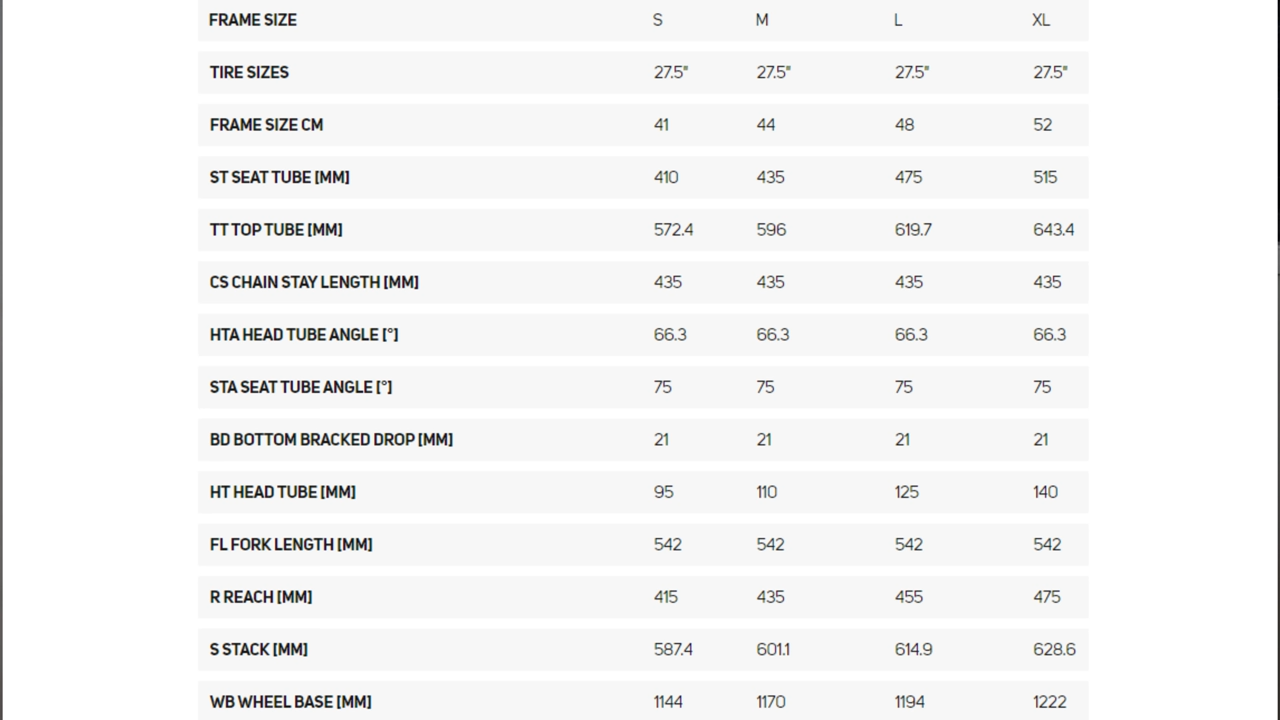 FRAME SIZE S M L XL
TIRE SIZES 27.5" 27.5" 27.5" 27.5"
FRAME SIZE CM 41 44 48 52
ST SEAT TUBE [MM] 410 435 475 515
TT TOP TUBE [MM] 572.4 596 619.7 643.4
CS CHAIN STAY LENGTH [MM] 435 435 435 435
HTA HEAD TUBE ANGLE [°] 66.3 66.3 66.3 66.3
STA SEAT TUBE ANGLE [°] 75 75 75 75
BD BOTTOM BRACKED DROP [MM] 21 21 21 21
HT HEAD TUBE [MM] 95 110 125 140
FL FORK LENGTH [MM] 542 542 542 542
R REACH [MM] 415 435 455 475
S STACK [MM] 587.4 601.1 614.9 628.6
WB WHEEL BASE [MM] 1144 1170 1194 1222